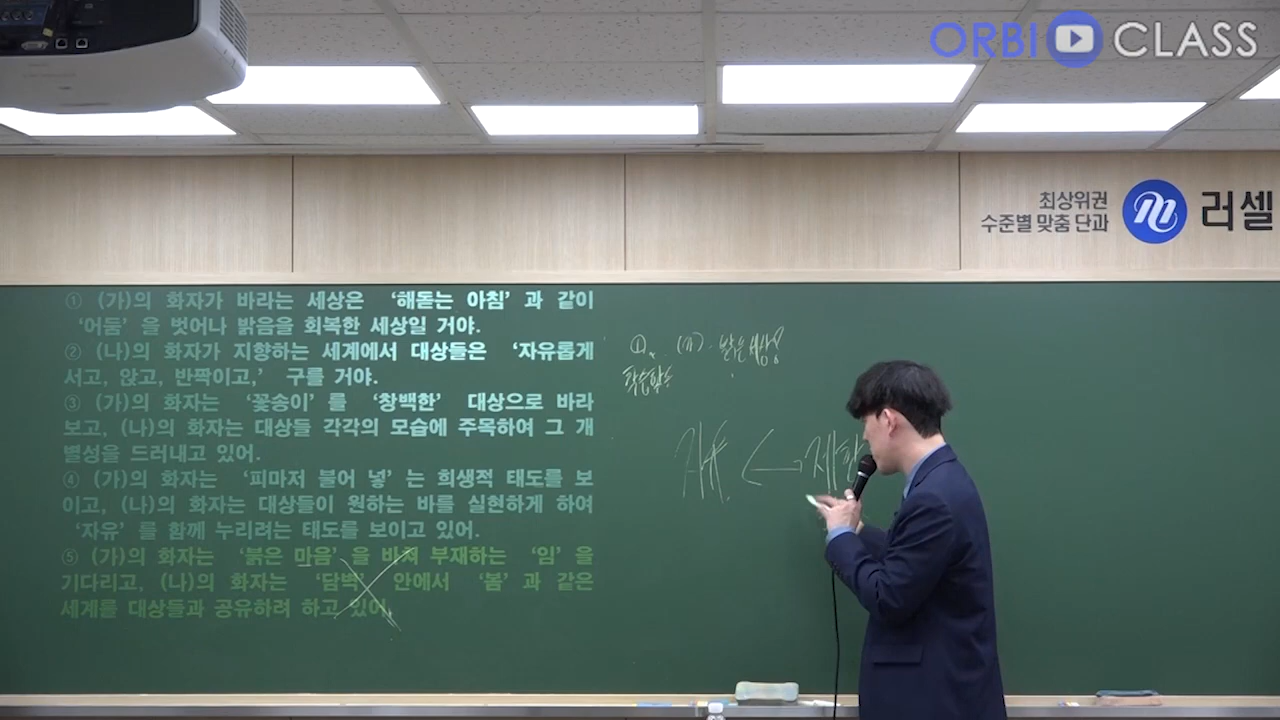 ORBI CLASS
최상위권
수준별 맞춤 단과
러셀
① (가)의 화자가 바라는 세상은 ‘해돋는 아침’과 같이
‘어둠’을 벗어나 밝음을 회복한 세상일 거야.
② (나)의 화자가 지향하는 세계에서 대상들은 ‘자유롭게
서고, 앉고, 반짝이고,’ 구를 거야.
③ (가)의 화자는 ‘꽃송이’를 ‘창백한’ 대상으로 바라
보고, (나)의 화자는 대상들 각각의 모습에 주목하여 그 개
별성을 드러내고 있어.
④ (가)의 화자는 ‘피마저 불어 넣’는 희생적 태도를 보
이고, (나)의 화자는 대상들이 원하는 바를 실현하게 하여
‘자유’를 함께 누리려는 태도를 보이고 있어.
⑤ (가)의 화자는 ‘붉은 마음’을 바쳐 부재하는 ‘임’을
기다리고, (나)의 화자는 ‘담벽’ 안에서 ‘봄’과 같은
세계를 대상들과 공유하려 하고 있어.
①. (가). 밝은 세상
자유